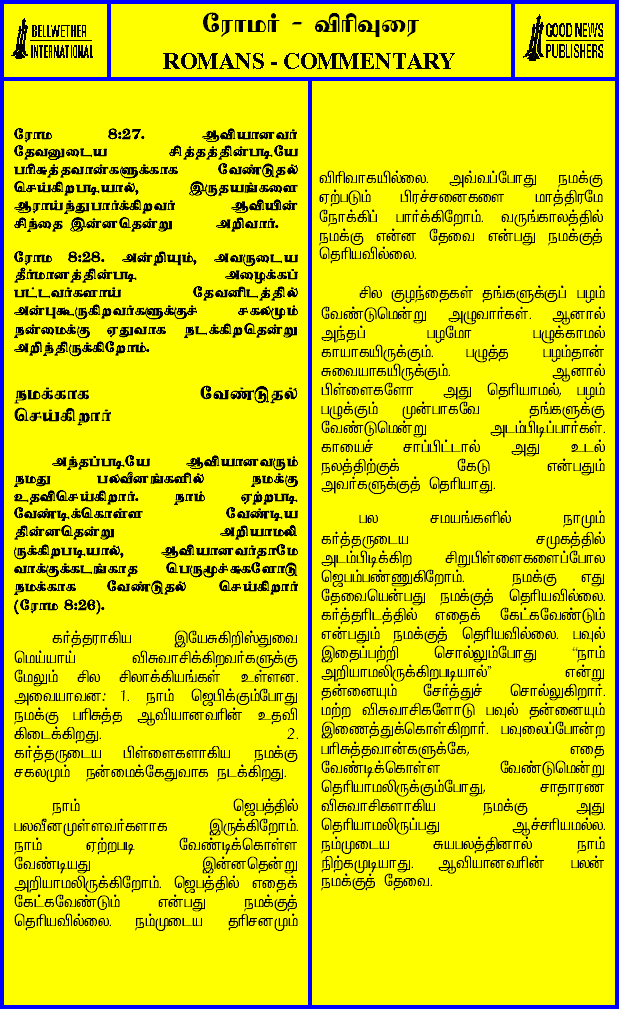 BELLWETHER
INTERNATIONAL
ரோமர் - விரிவுரை
ROMANS - COMMENTARY
GOOD NEWS
PUBLISHERS
ரோம 8:27. ஆவியானவர்
தேவனுடைய சித்தத்தின்படியே
பரிசுத்தவான்களுக்காக வேண்டுதல்
செய்கிறபடியால், இருதயங்களை
ஆராய்ந்துபார்க்கிறவர் ஆவியின்
சிந்தை இன்னதென்று அறிவார்.
ரோம 8:28. அன்றியும், அவருடைய
தீர்மானத்தின்படி அழைக்கப்
பட்டவர்களாய் தேவனிடத்தில்
அன்புகூருகிறவர்களுக்குச் சகலமும்
நன்மைக்கு ஏதுவாக நடக்கிறதென்று
அறிந்திருக்கிறோம்.
நமக்காக வேண்டுதல்
செய்கிறார்
அந்தப்படியே ஆவியானவரும்
நமது பலவீனங்களில் நமக்கு
உதவிசெய்கிறார். நாம் ஏற்றபடி
வேண்டிக்கொள்ள வேண்டிய
தின்னதென்று அறியாமலி
ருக்கிறபடியால், ஆவியானவர்தாமே
வாக்குக்கடங்காத பெருமூச்சுகளோடு
நமக்காக வேண்டுதல் செய்கிறார்
(ரோம 8:26).
கர்த்தராகிய இயேசுகிறிஸ்துவை
மெய்யாய் விசுவாசிக்கிறவர்களுக்கு
மேலும் சில சிலாக்கியங்கள் உள்ளன.
அவையாவன: 1. நாம் ஜெபிக்கும்போது
நமக்கு பரிசுத்த ஆவியானவரின் உதவி
கிடைக்கிறது. 2.
கர்த்தருடைய பிள்ளைகளாகிய நமக்கு
சகலமும் நன்மைக்கேதுவாக நடக்கிறது.
நாம் ஜெபத்தில்
பலவீனமுள்ளவர்களாக இருக்கிறோம்.
நாம் ஏற்றபடி வேண்டிக்கொள்ள
வேண்டியது இன்னதென்று
அறியாமலிருக்கிறோம். ஜெபத்தில் எதைக்
கேட்கவேண்டும் என்பது நமக்குத்
தெரியவில்லை. நம்முடைய தரிசனமும்
விரிவாகயில்லை. அவ்வப்போது நமக்கு
ஏற்படும் பிரச்சனைகளை மாத்திரமே
நோக்கிப் பார்க்கிறோம். வருங்காலத்தில்
நமக்கு என்ன தேவை என்பது நமக்குத்
தெரியவில்லை.
சில குழந்தைகள் தங்களுக்குப் பழம்
வேண்டுமென்று அழுவார்கள். ஆனால்
அந்தப் பழமோ பழுக்காமல்
காயாகயிருக்கும். பழுத்த பழம்தான்
சுவையாகயிருக்கும். ஆனால்
பிள்ளைகளோ அது தெரியாமல், பழம்
பழுக்கும் முன்பாகவே தங்களுக்கு
வேண்டுமென்று அடம்பிடிப்பார்கள்.
காயைச் சாப்பிட்டால் அது உடல்
நலத்திற்குக் கேடு என்பதும்
அவர்களுக்குத் தெரியாது.
பல சமயங்களில் நாமும்
கர்த்தருடைய சமுகத்தில்
அடம்பிடிக்கிற சிறுபிள்ளைகளைப்போல
ஜெபம்பண்ணுகிறோம். நமக்கு எது
தேவையென்பது நமக்குத் தெரியவில்லை.
கர்த்தரிடத்தில் எதைக் கேட்கவேண்டும்
என்பதும் நமக்குத் தெரியவில்லை. பவுல்
இதைப்பற்றி சொல்லும்போது “நாம்
அறியாமலிருக்கிறபடியால்” என்று
தன்னையும் சேர்த்துச் சொல்லுகிறார்.
மற்ற விசுவாசிகளோடு பவுல் தன்னையும்
இணைத்துக்கொள்கிறார். பவுலைப்போன்ற
பரிசுத்தவான்களுக்கே, எதை
வேண்டிக்கொள்ள வேண்டுமென்று
தெரியாமலிருக்கும்போது, சாதாரண
விசுவாசிகளாகிய நமக்கு அது
தெரியாமலிருப்பது ஆச்சரியமல்ல.
நம்முடைய சுயபலத்தினால் நாம்
நிற்கமுடியாது. ஆவியானவரின் பலன்
நமக்குத் தேவை.